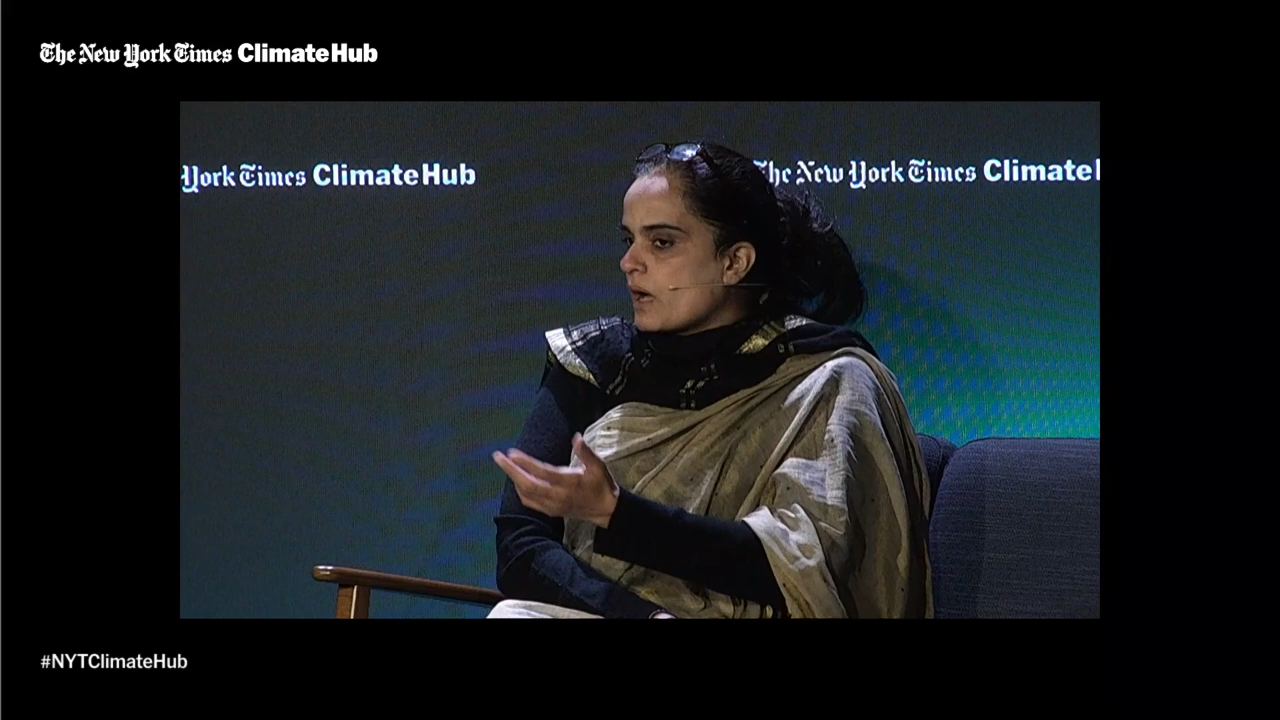 The New York Times Climate Hub
York Times Climate Hub
The New York Times Climate
#NYTClimateHub